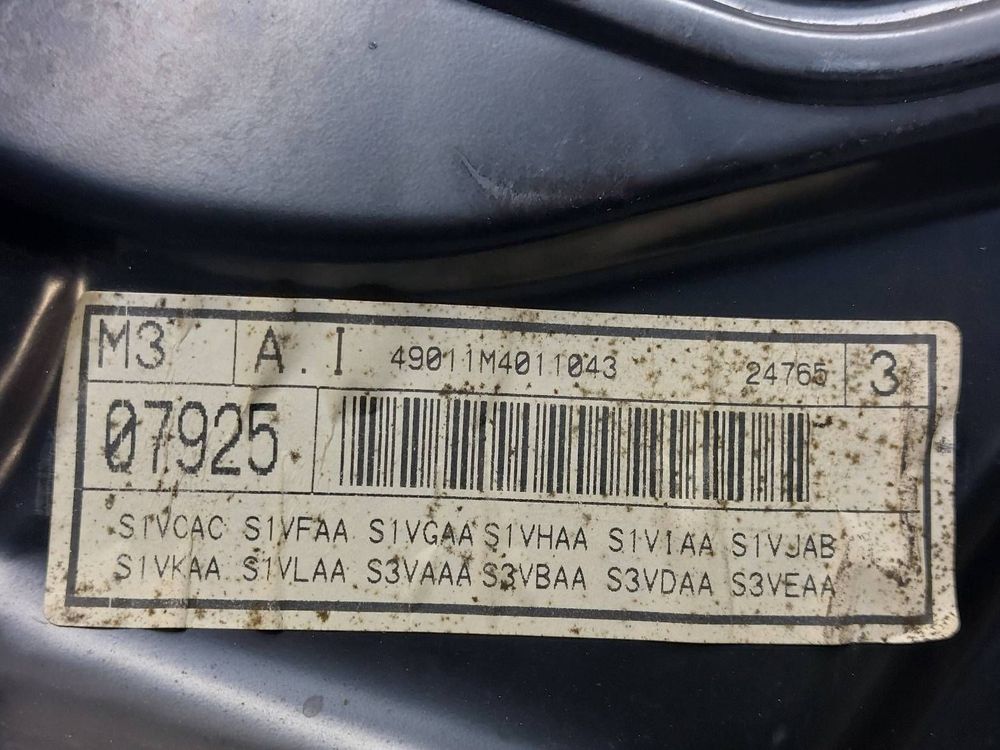 M3 A.I 49011M4011043 24765 3
07925
S1VCAC S1VFAA S1VGAA S1VHAA S1VIAA S1VJAB
S1VKAA S1VLAA S3VAAA S3VBAA S3VDAA S3VEAA